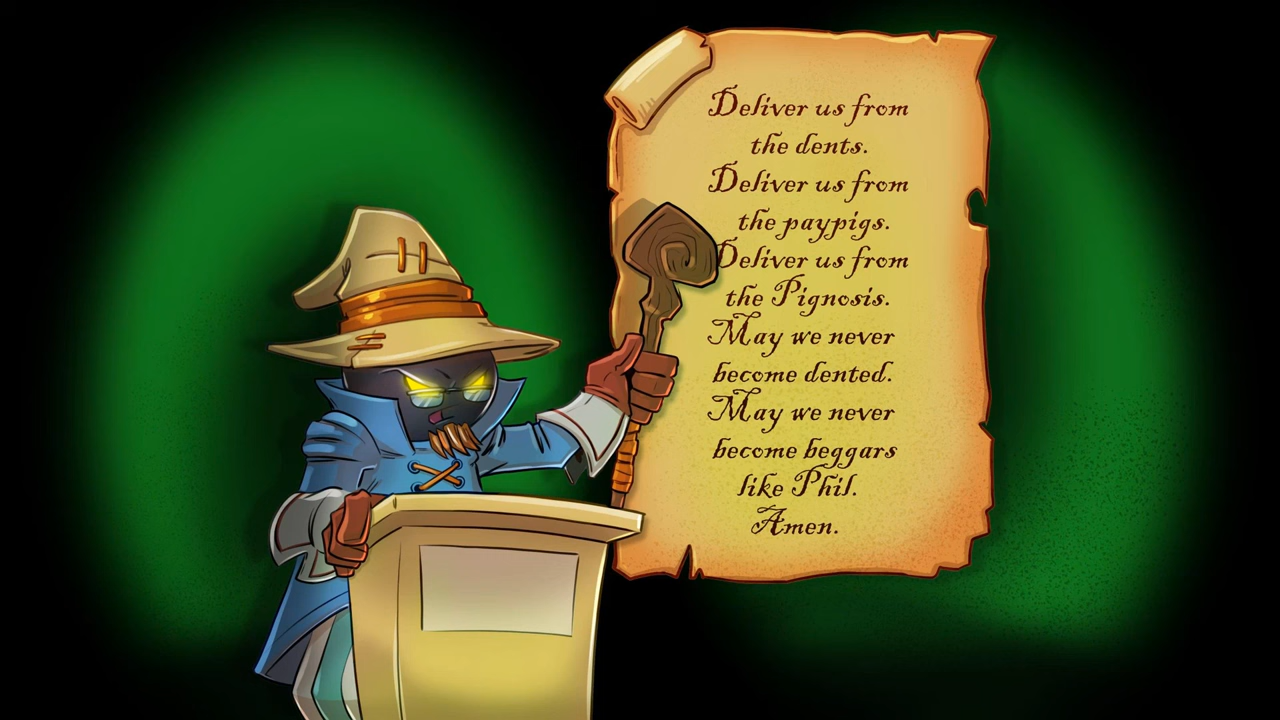 Deliver us from
the dents.
Deliver us from
the paypigs.
Deliver us from
the Pignosis.
May we never
become dented.
May we never
become beggars
like Phil.
Amen.